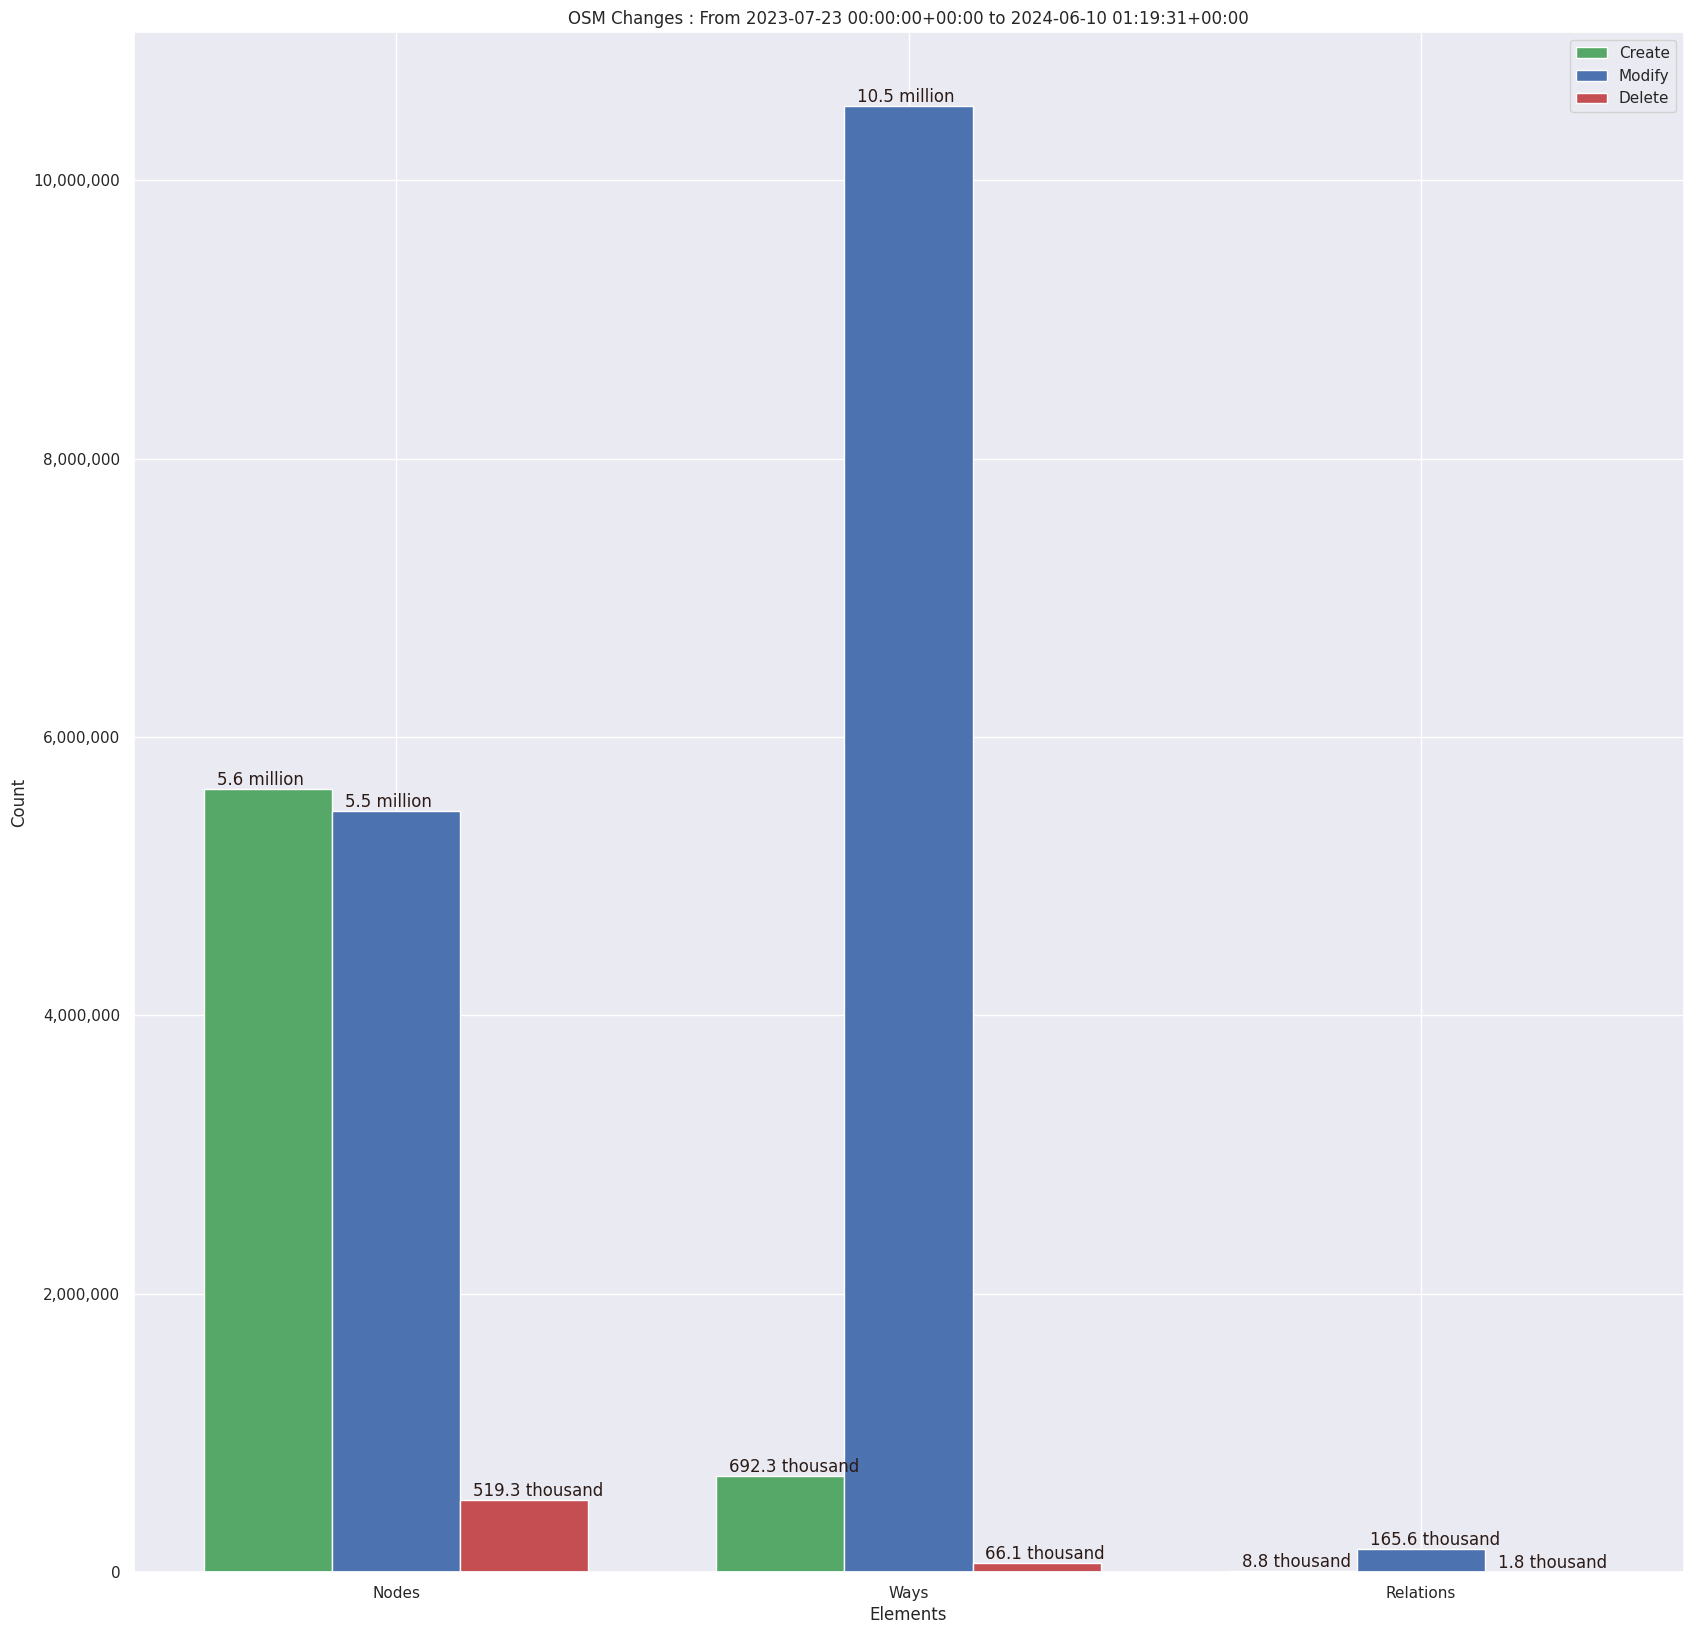 OSM Changes : From 2023-07-23 00:00:00+00:00 to 2024-06-10 01:19:31+00:00
Create
Modify
Delete
10.5 million
10,000,000
8,000,000
6,000,000
5.6 million
5.5 million
Count
4,000,000
2,000,000
692.3 thousand
519.3 thousand
165.6 thousand
66.1 thousand
8.8 thousand
1.8 thousand
0
Nodes
Ways
Relations
Elements